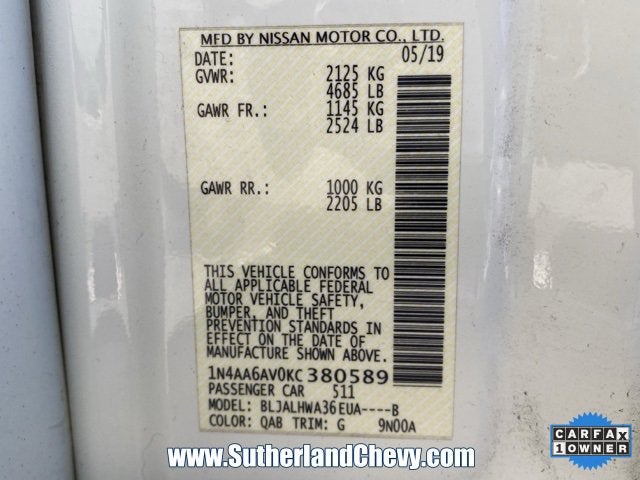 MFD BY NISSAN MOTOR CO., LTD.
DATE: 05/19
GVWR: 2125 KG
4685 LB
GAWR FR.: 1145 KG
2524 LB
GAWR RR.: 1000 KG
2205 LB
THIS VEHICLE CONFORMS TO
ALL APPLICABLE FEDERAL
MOTOR VEHICLE SAFETY,
BUMPER, AND THEFT
PREVENTION STANDARDS IN
EFFECT ON THE DATE OF
MANUFACTURE SHOWN ABOVE.
1N4AA6AV0KC380589
PASSENGER CAR 511
MODEL: BLJALHWA36EUA----B
COLOR: QAB TRIM: G 9N00A
CARFAX
1 OWNER
www.SutherlandChevy.com